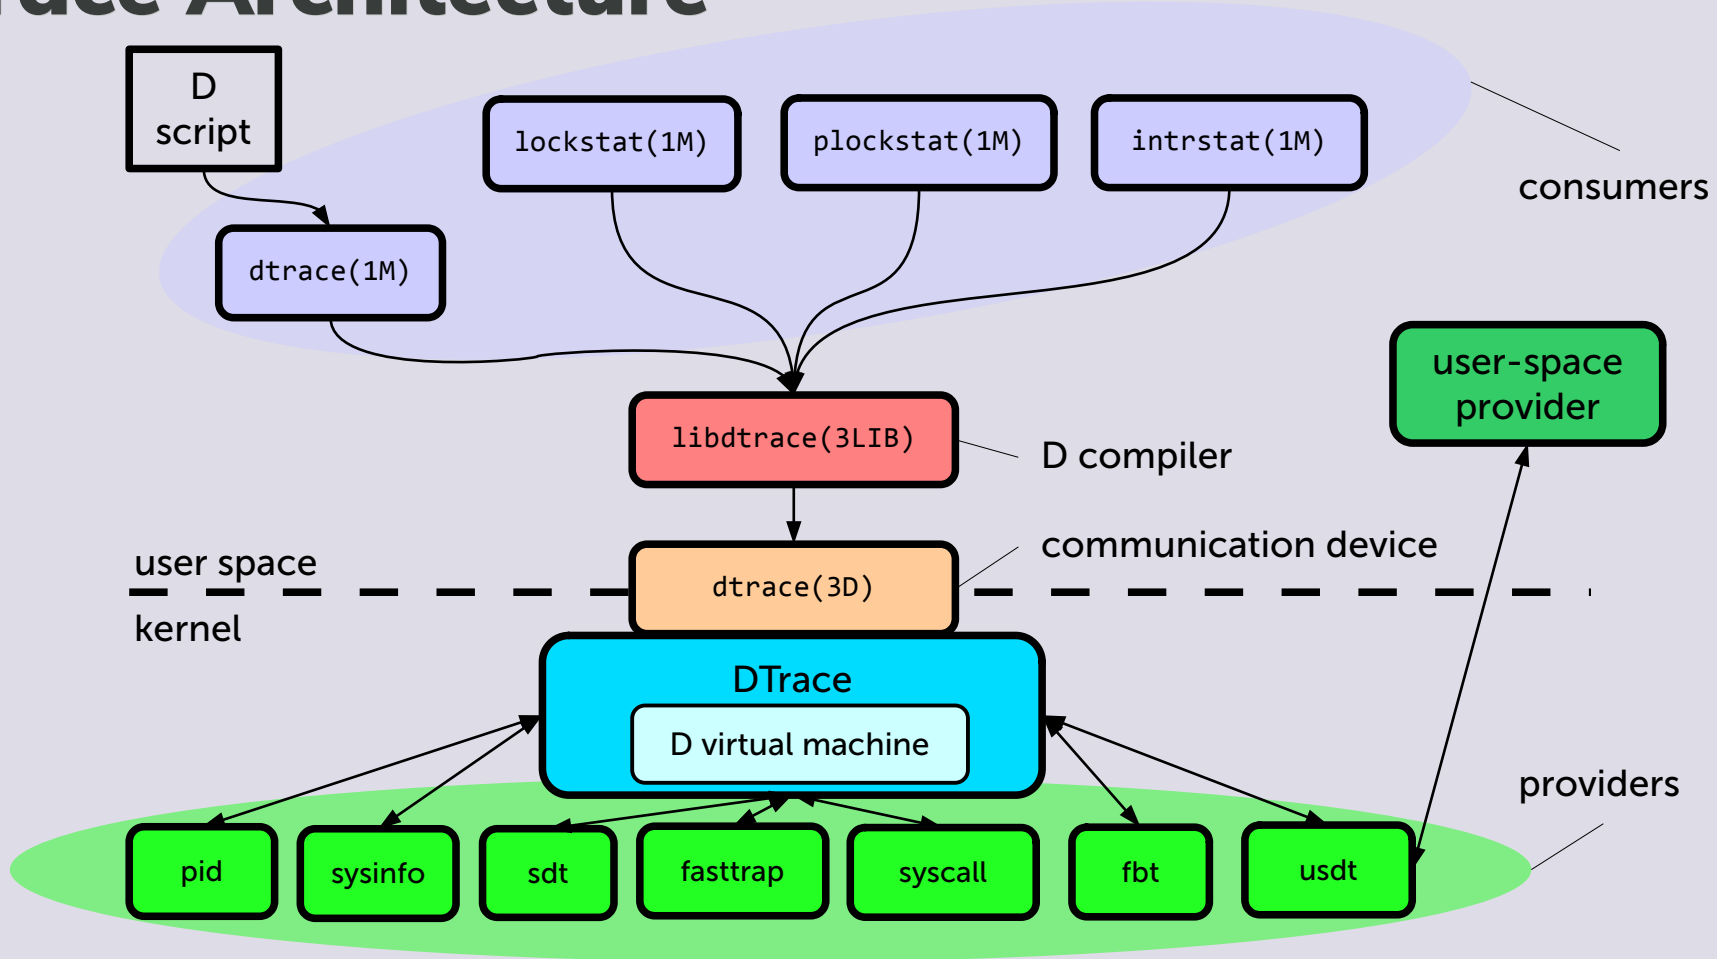 Architecture
D
script
lockstat(1M)
plockstat(1M)
intrstat(1M)
consumers
dtrace(1M)
user-space
provider
libdtrace(3LIB)
D compiler
communication device
user space
dtrace(3D)
kernel
DTrace
D virtual machine
providers
pid
sysinfo
sdt
fasttrap
syscall
fbt
usdt